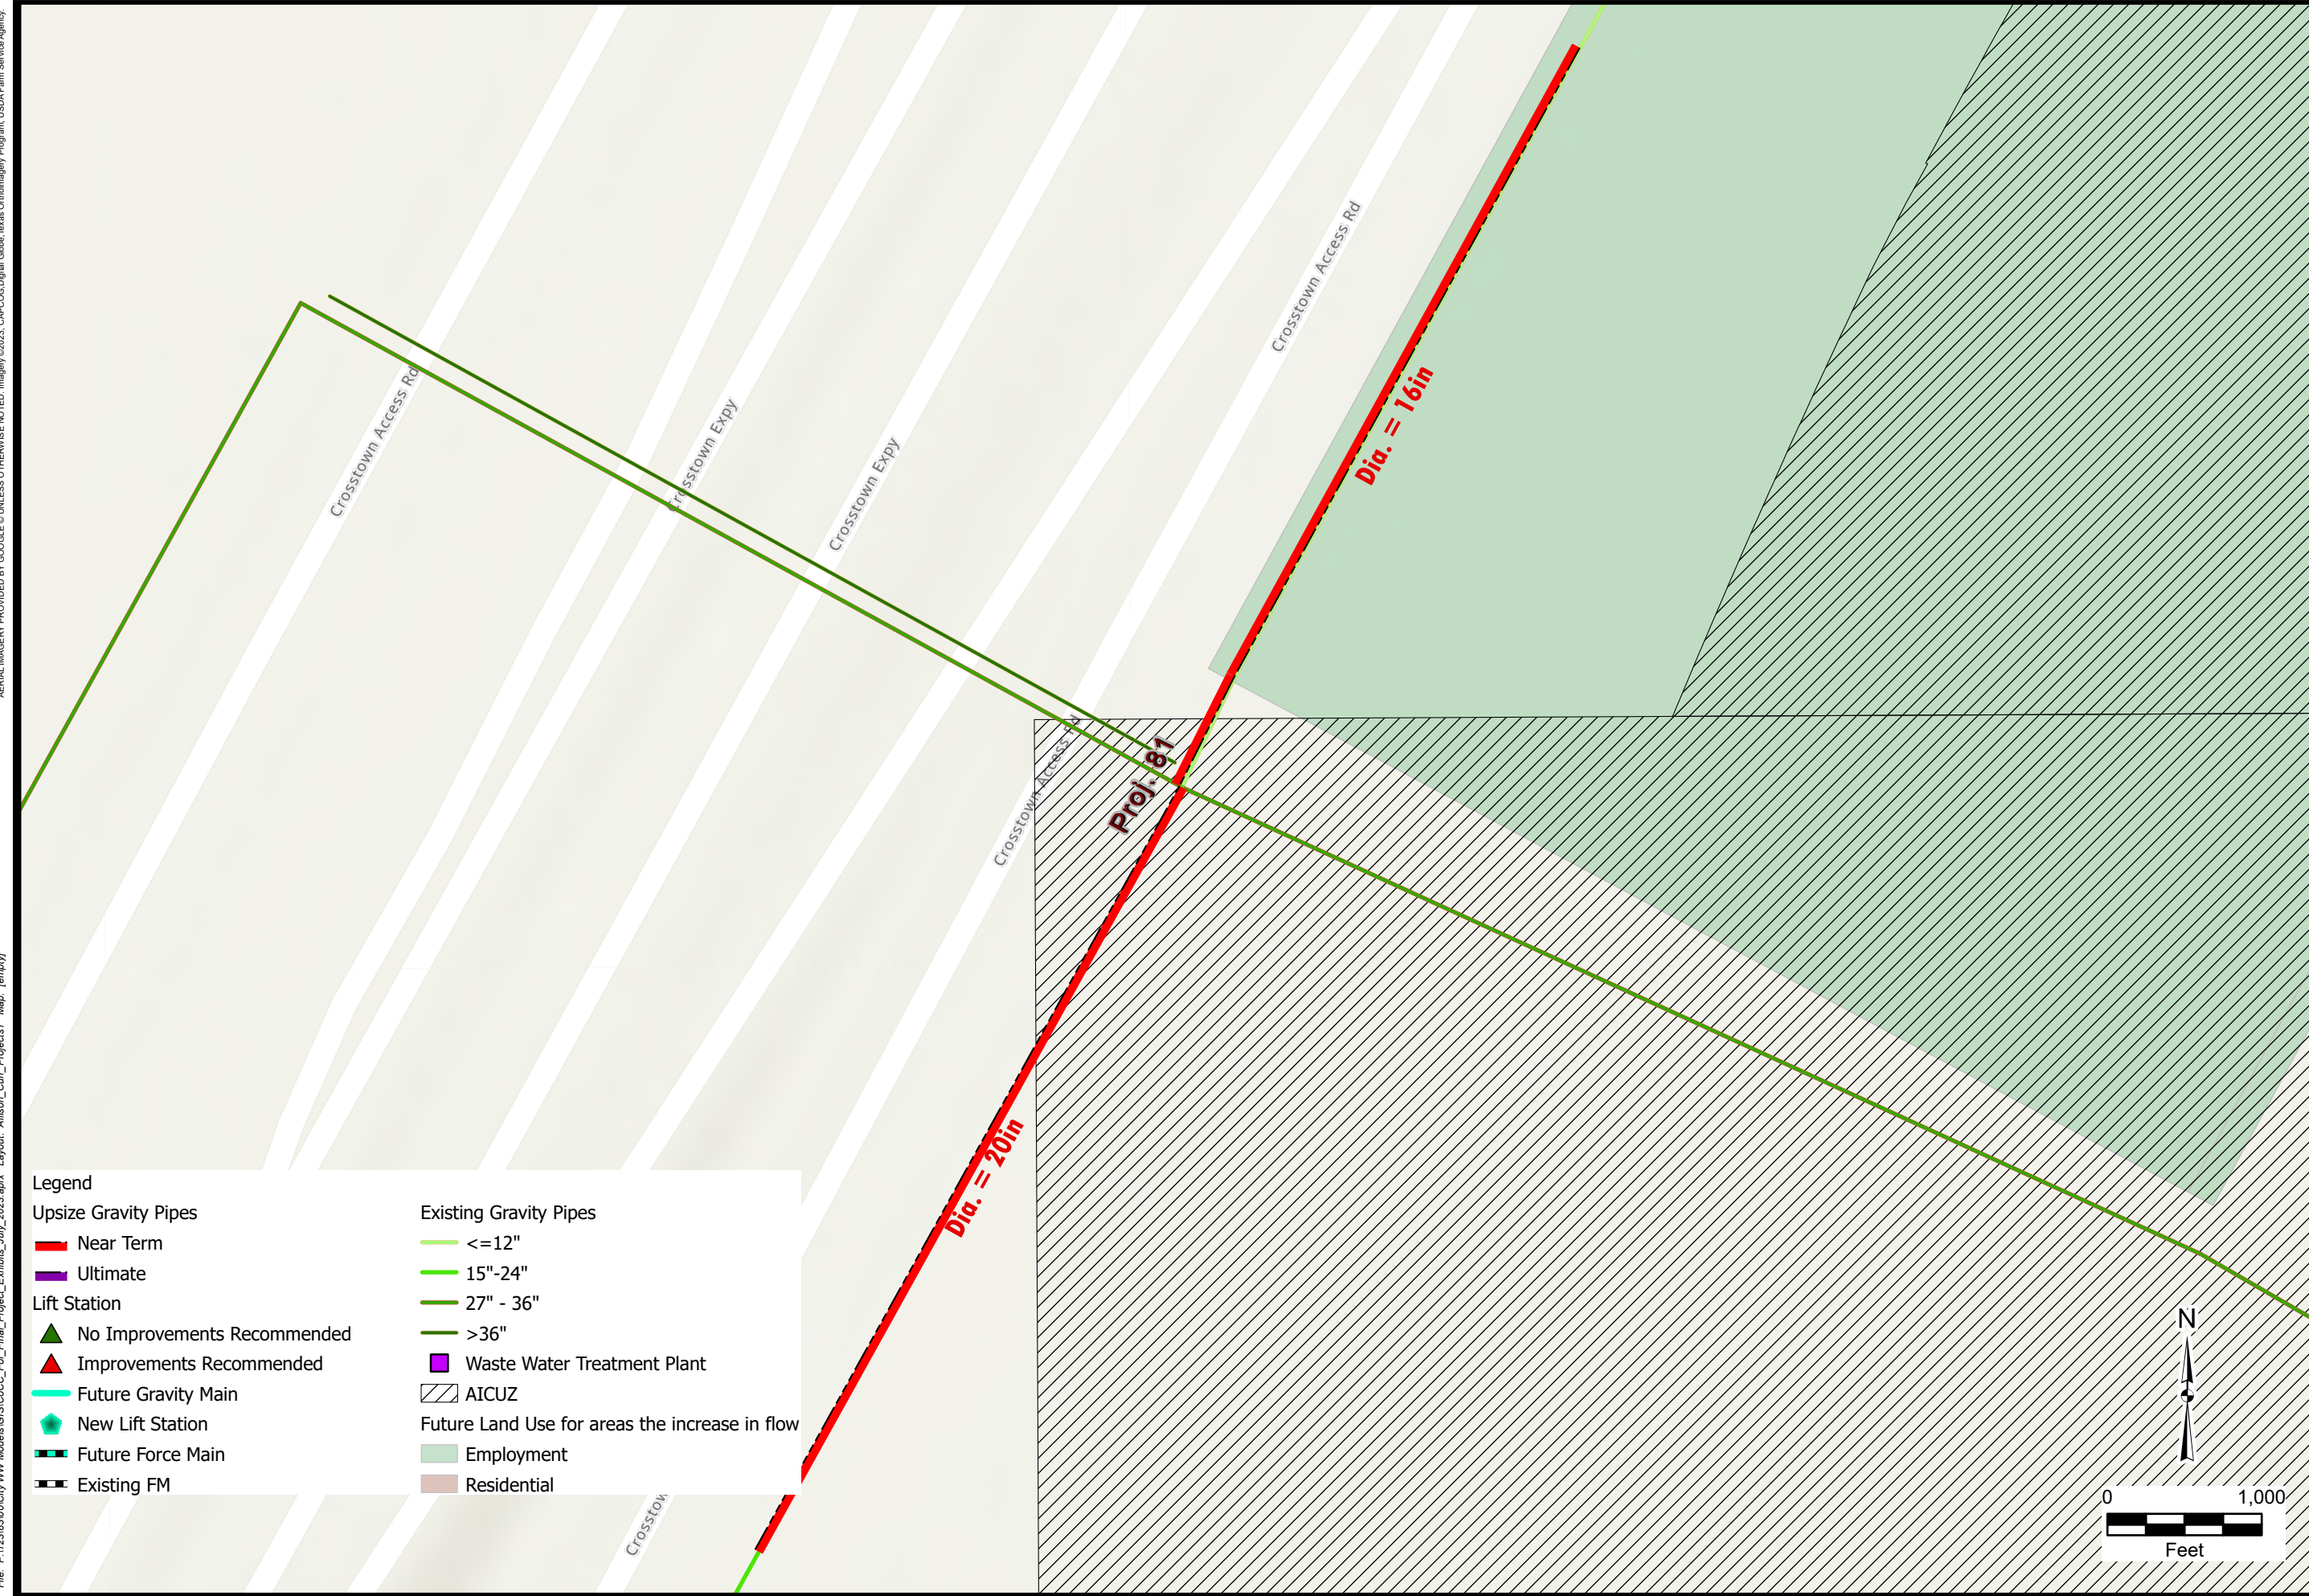 Crosstown Access Rd
Crosstown Access Rd
Crosstown Expy
Crosstown Expy
Dia. = 16in
Proj. 81
Crosstown Access Rd
Dia. = 20in
Legend
Upsize Gravity Pipes
Near Term
Ultimate
Lift Station
No Improvements Recommended
Improvements Recommended
Future Gravity Main
New Lift Station
Future Force Main
Existing FM
Existing Gravity Pipes
<=12"
15"-24"
27" - 36"
>36"
Waste Water Treatment Plant
AICUZ
Future Land Use for areas the increase in flow
Employment
Residential
N
0 1,000
Feet